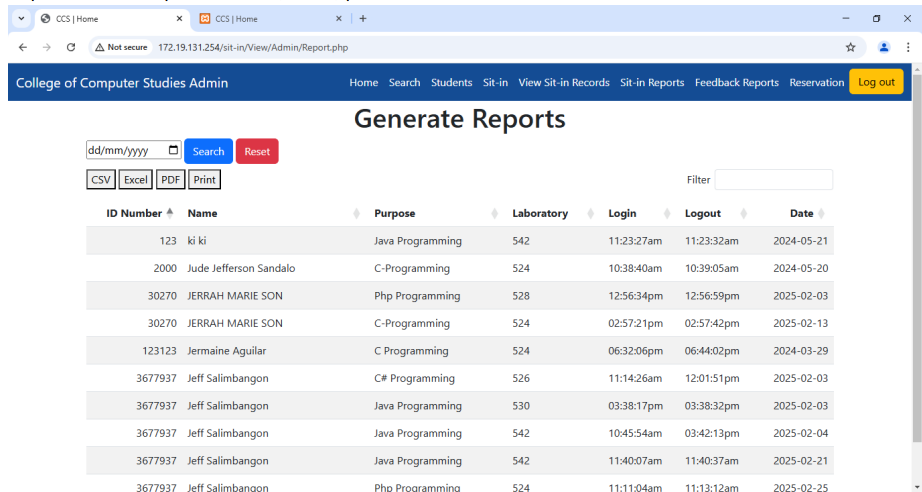 CCS | Home
CCS | Home
Not secure 172.19.131.254/sit-in/View/Admin/Report.php
College of Computer Studies Admin Home Search Students Sit-in View Sit-in Records Sit-in Reports Feedback Reports Reservation Log out
Generate Reports
dd/mm/yyyy Search Reset
CSV Excel PDF Print Filter
ID Number Name Purpose Laboratory Login Logout Date
123 ki ki Java Programming 542 11:23:27am 11:23:32am 2024-05-21
2000 Jude Jefferson Sandalo C-Programming 524 10:38:40am 10:39:05am 2024-05-20
30270 JERRAH MARIE SON Php Programming 528 12:56:34pm 12:56:59pm 2025-02-03
30270 JERRAH MARIE SON C-Programming 524 02:57:21pm 02:57:42pm 2025-02-13
123123 Jermaine Aguilar C Programming 524 06:32:06pm 06:44:02pm 2024-03-29
3677937 Jeff Salimbangon C# Programming 526 11:14:26am 12:01:51pm 2025-02-03
3677937 Jeff Salimbangon Java Programming 530 03:38:17pm 03:38:32pm 2025-02-03
3677937 Jeff Salimbangon Java Programming 542 10:45:54am 03:42:13pm 2025-02-04
3677937 Jeff Salimbangon Java Programming 542 11:40:07am 11:40:37am 2025-02-21
3677937 Jeff Salimbangon Php Programming 524 11:11:04am 11:13:12am 2025-02-25